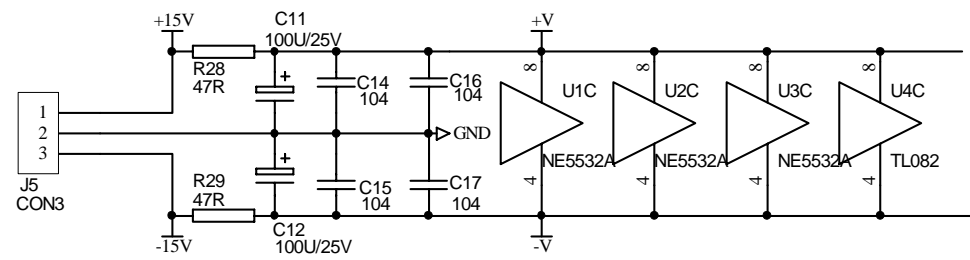 C11
+15V
+V
100U/25V
R28
47R
C14
104
C16
104
8
8
8
8
U1C
U2C
U3C
U4C
1
2
3
GND
J5
CON3
NE5532A
NE5532A
NE5532A
TL082
R29
47R
C15
104
C17
104
4
4
4
4
-15V
C12
100U/25V
-V